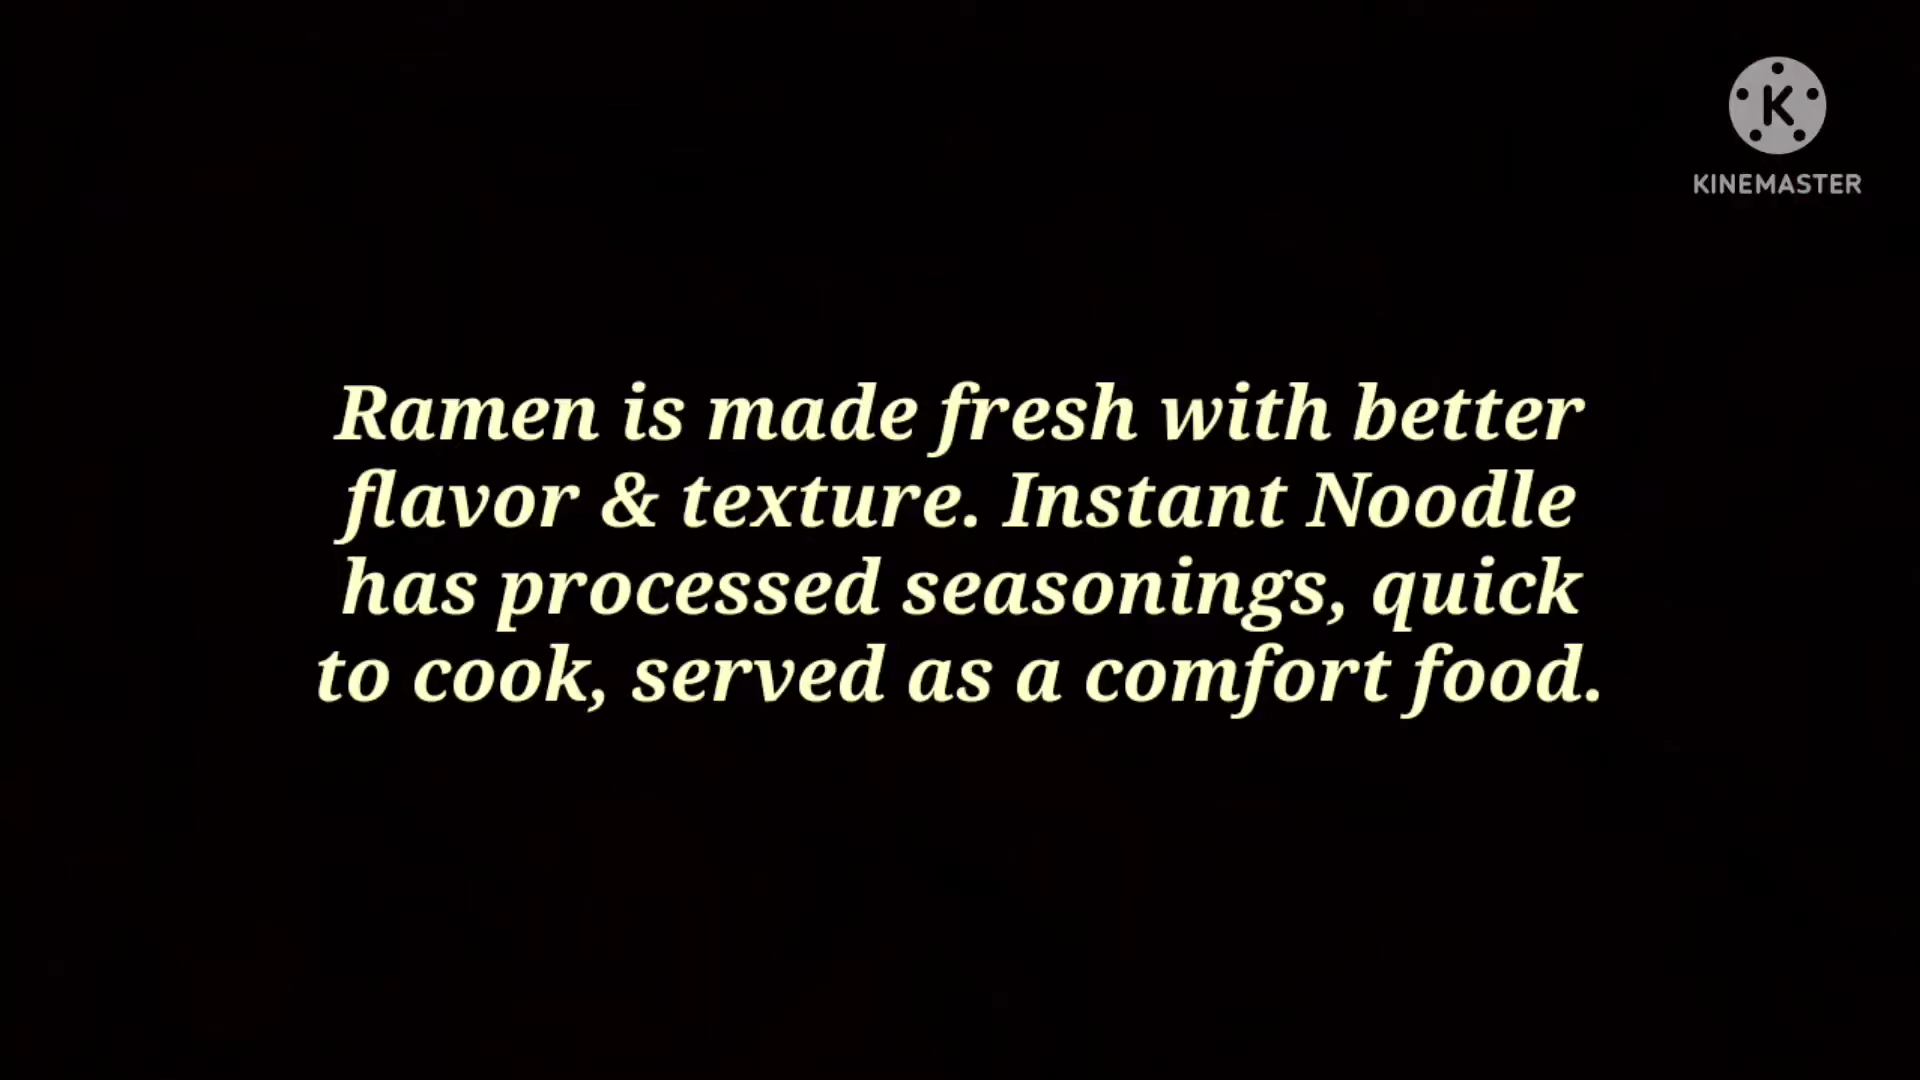 K
KINEMASTER
Ramen is made fresh with better
flavor & texture. Instant Noodle
has processed seasonings, quick
to cook, served as a comfort food.